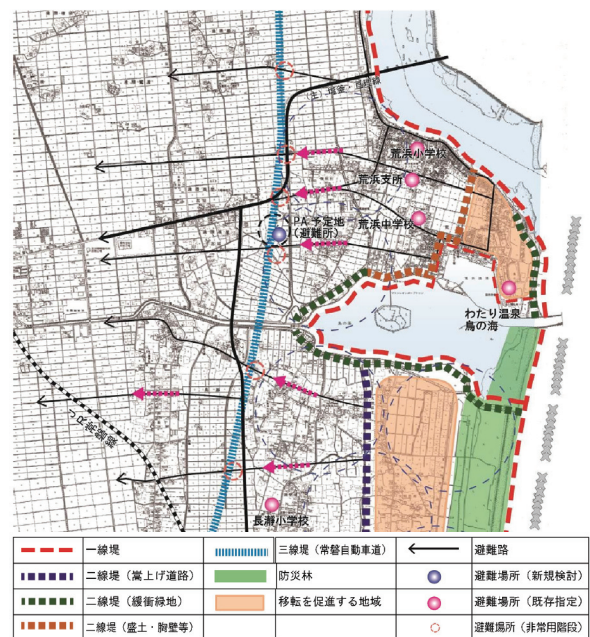 荒浜小学校
荒浜支所
PA予定地
(避難所)
荒浜中学校
わたり温泉
鳥の海
JR常磐線
長瀞小学校
一線堤
三線堤（常磐自動車道）
避難路
二線堤（嵩上げ道路）
防災林
避難場所（新規検討）
二線堤（緩衝緑地）
移転を促進する地域
避難場所（既存指定）
二線堤（盛土・胸壁等）
避難場所（非常用階段）